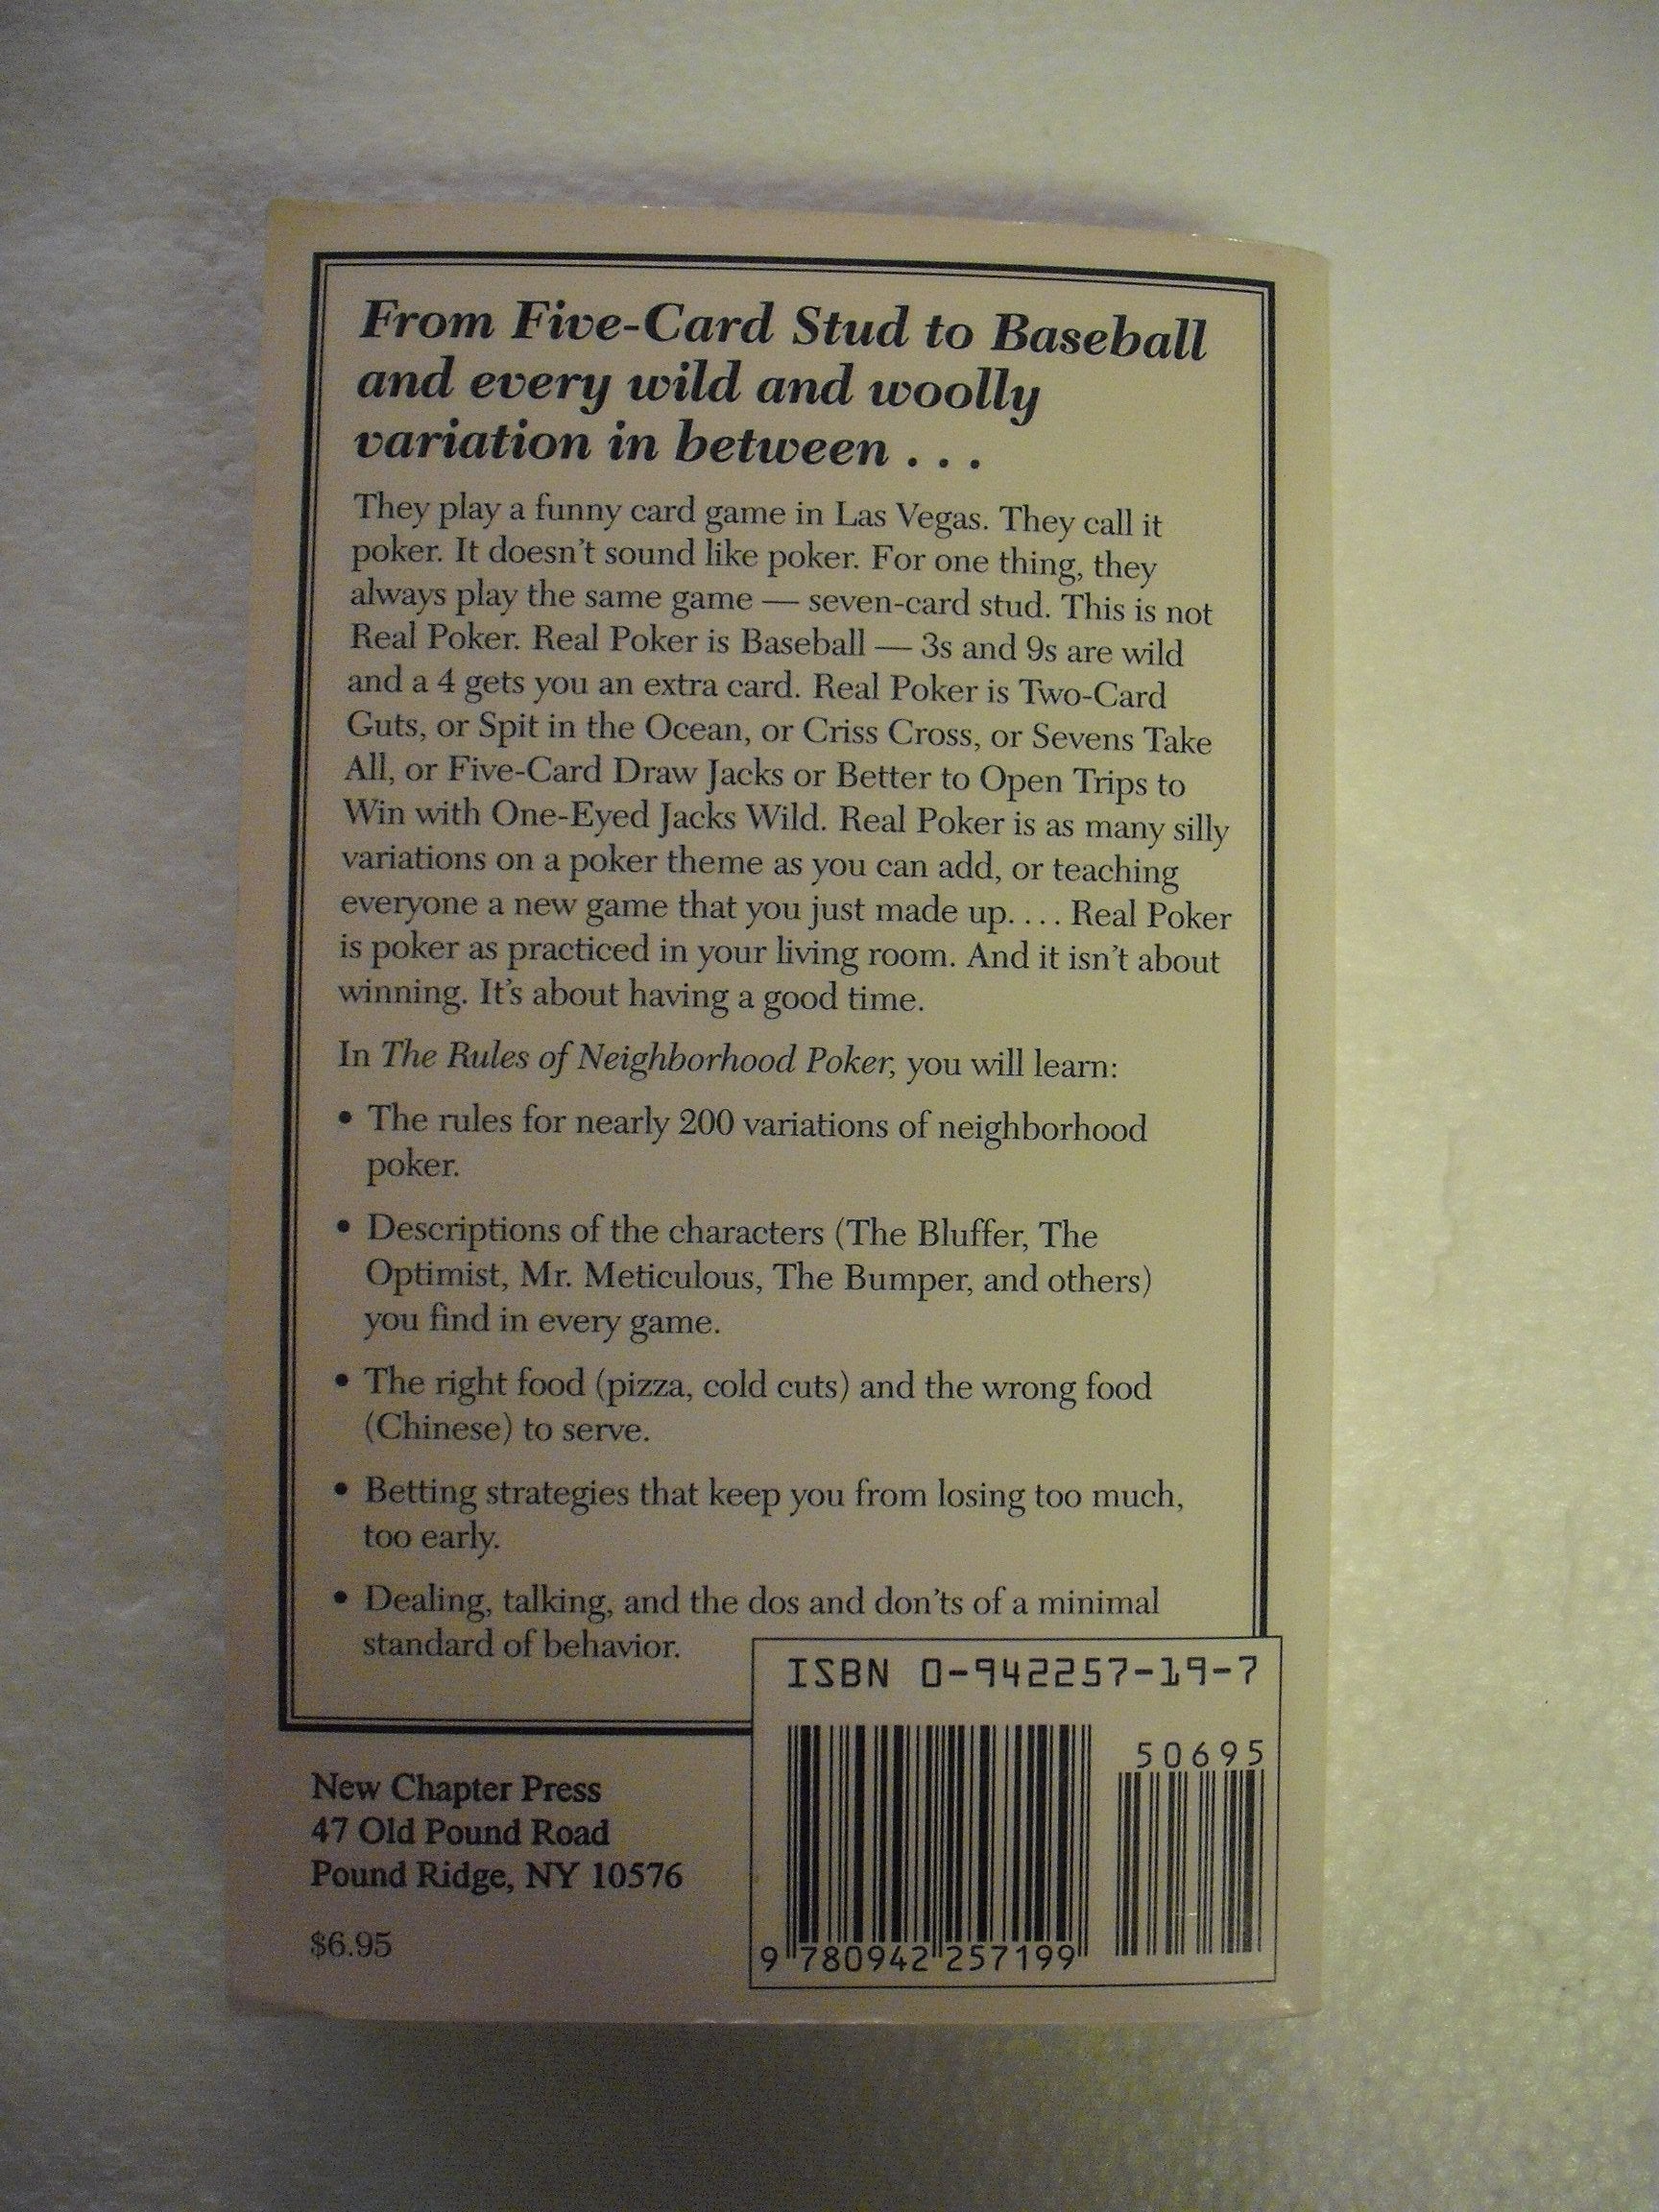 From Five-Card Stud to Baseball
and every wild and woolly
variation in between . . .
They play a funny card game in Las Vegas. They call it
poker. It doesn't sound like poker. For one thing, they
always play the same game — seven-card stud. This is not
Real Poker. Real Poker is Baseball — 3s and 9s are wild
and a 4 gets you an extra card. Real Poker is Two-Card
Guts, or Spit in the Ocean, or Criss Cross, or Sevens Take
All, or Five-Card Draw Jacks or Better to Open Trips to
Win with One-Eyed Jacks Wild. Real Poker is as many silly
variations on a poker theme as you can add, or teaching
everyone a new game that you just made up. . . . Real Poker
is poker as practiced in your living room. And it isn't about
winning. It's about having a good time.
In The Rules of Neighborhood Poker, you will learn:
• The rules for nearly 200 variations of neighborhood
poker.
• Descriptions of the characters (The Bluffer, The
Optimist, Mr. Meticulous, The Bumper, and others)
you find in every game.
• The right food (pizza, cold cuts) and the wrong food
(Chinese) to serve.
• Betting strategies that keep you from losing too much,
too early.
• Dealing, talking, and the dos and don'ts of a minimal
standard of behavior.
ISBN 0-942257-19-7
50695
9 780942 257199
New Chapter Press
47 Old Pound Road
Pound Ridge, NY 10576
$6.95